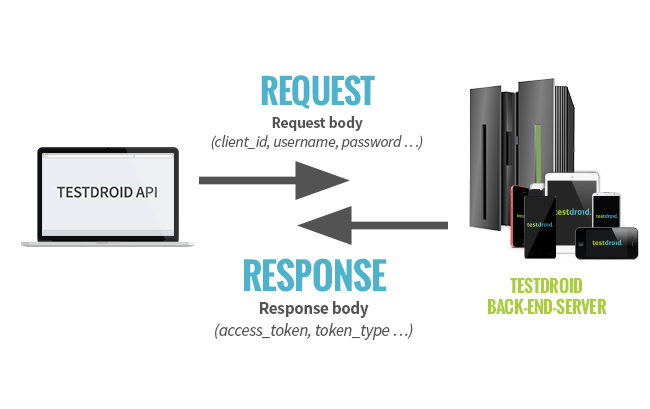 REQUEST
Request body
(client_id, username, password ...)
TESTDROID API
RESPONSE
Response body
(access_token, token_type ...)
testdroid.
testdroid.
testdroid.
testdroid.
TESTDROID
BACK-END-SERVER